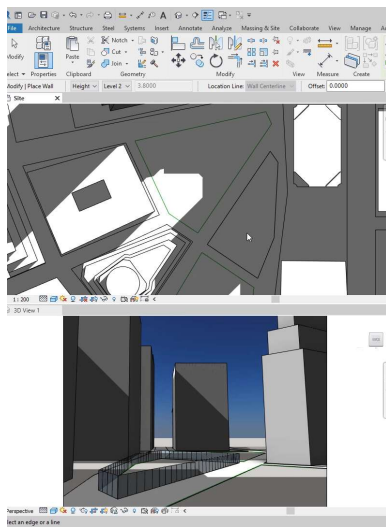 File Architecture Structure Steel Systems Insert Annotate Analyze Massing & Site Collaborate View Manage
Modify Paste Notch Cut Join
Select Properties Clipboard Geometry Modify View Measure Create
Modify | Place Wall Height Level 2 3.8000 Location Line: Wall Centerline Offset: 0.0000
Site X
1 : 200
3D View 1
Perspective
lect an edge or a line